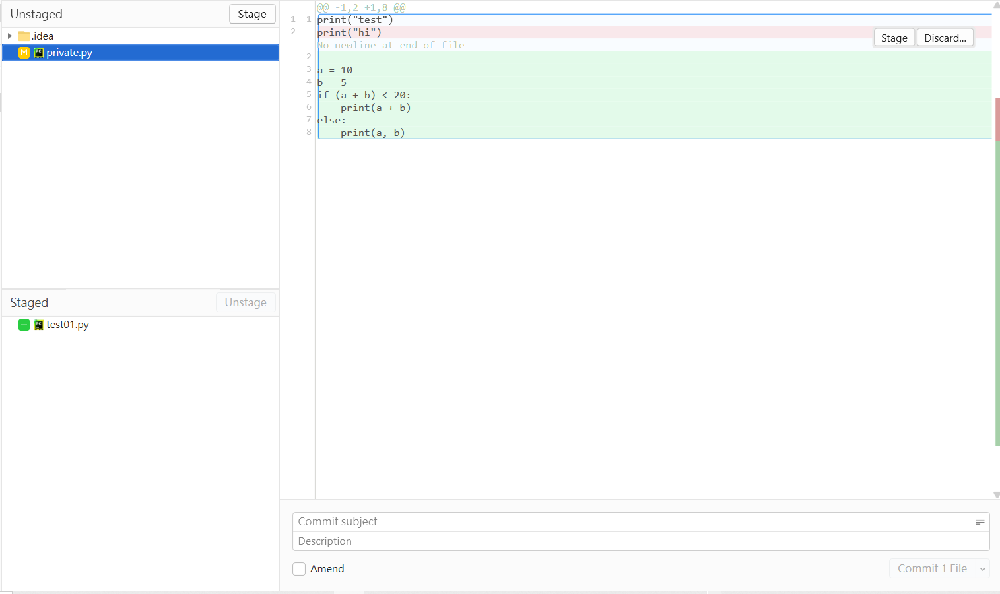 Unstaged
Stage
.idea
M private.py
Staged
Unstage
+ test01.py
@@ -1,2 +1,8 @@
1 1 print("test")
2 print("hi")
No newline at end of file
Stage
Discard...
2
3 a = 10
4 b = 5
5 if (a + b) < 20:
6     print(a + b)
7 else:
8     print(a, b)
Commit subject
Description
Amend
Commit 1 File